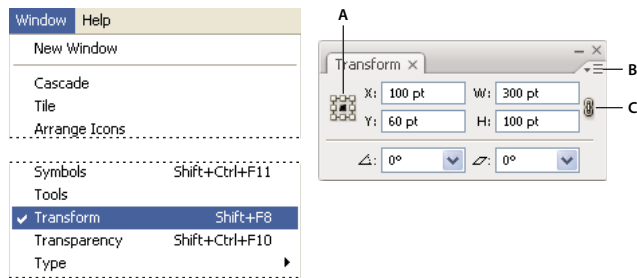 Window Help
New Window
Cascade
Tile
Arrange Icons
Symbols Shift+Ctrl+F11
Tools
Transform Shift+F8
Transparency Shift+Ctrl+F10
Type
A
Transform
B
X: 100 pt W: 300 pt
C
Y: 60 pt H: 100 pt
0° 0°